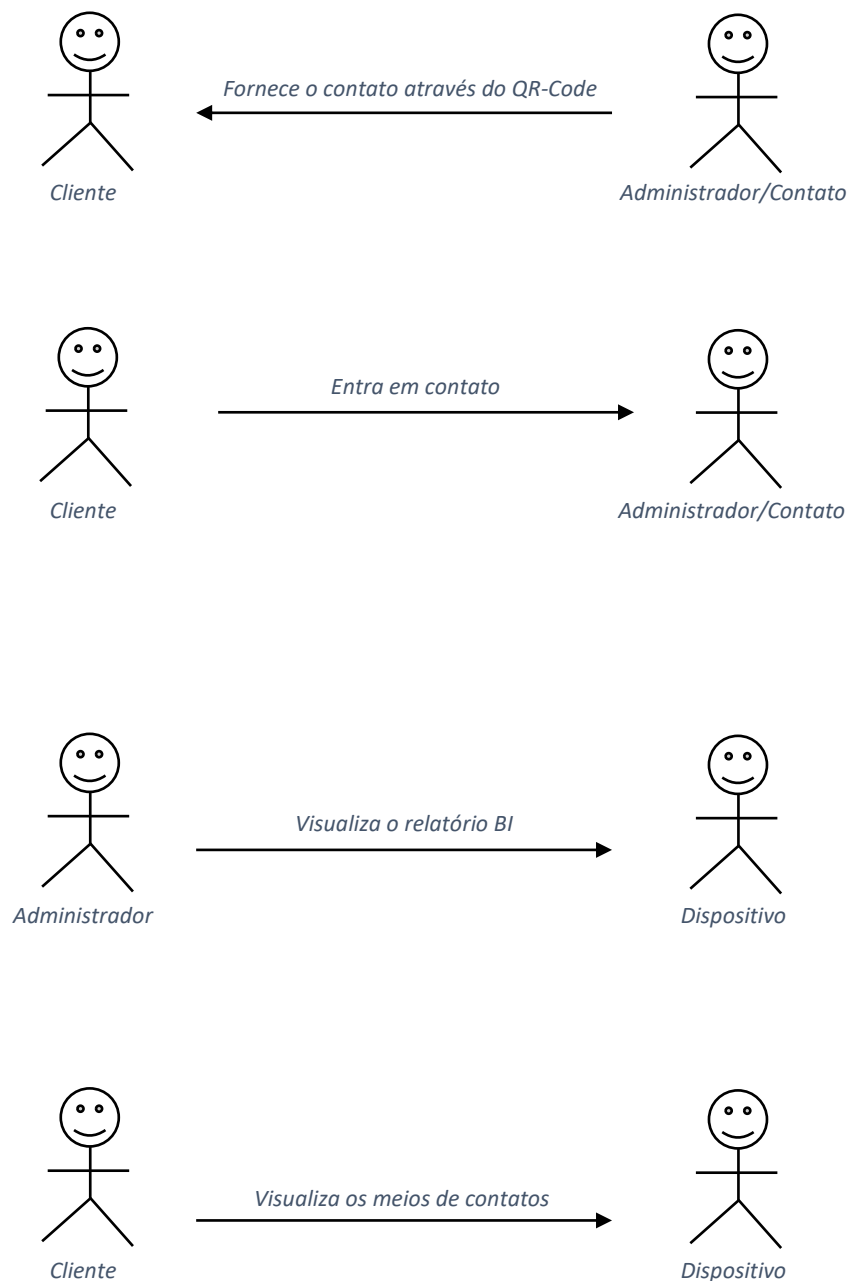 Fornece o contato através do QR-Code
Cliente
Administrador/Contato
Entra em contato
Cliente
Administrador/Contato
Visualiza o relatório BI
Administrador
Dispositivo
Visualiza os meios de contatos
Cliente
Dispositivo